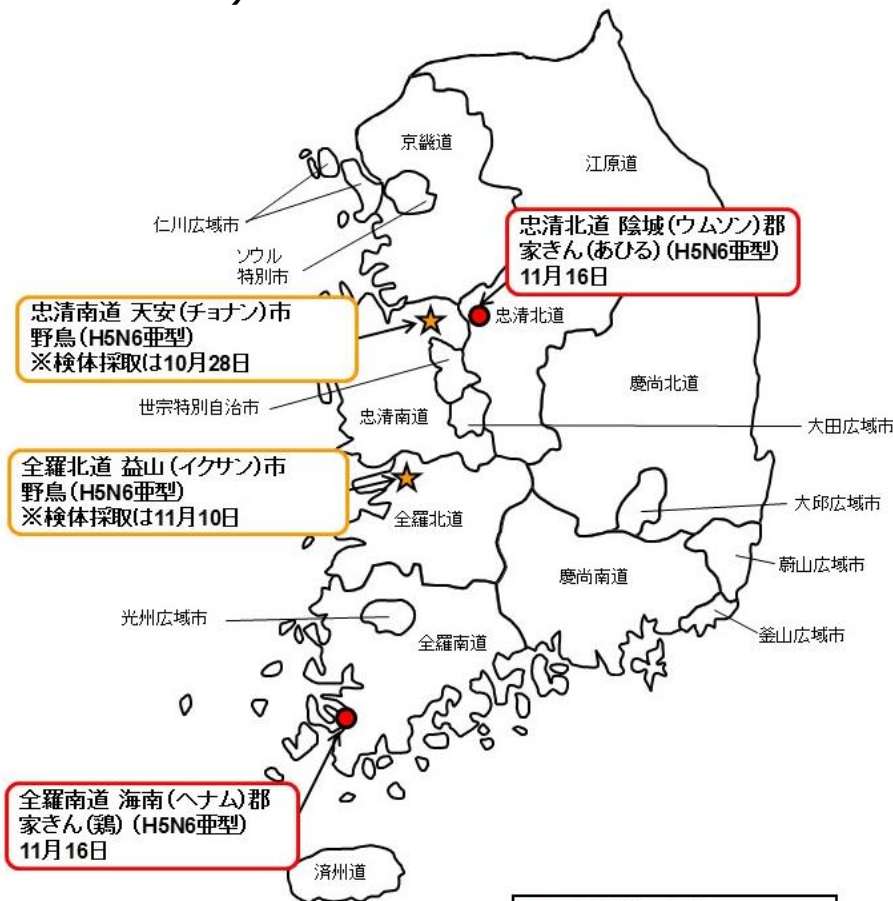 京畿道
江原道
仁川広域市
ソウル
特別市
忠清北道 陰城(ウムソン)郡
家きん(あひる)(H5N6亜型)
11月16日
忠清南道 天安(チョナン)市
野鳥(H5N6亜型)
※検体採取は10月28日
忠清北道
慶尚北道
世宗特別自治市
忠清南道
大田広域市
全羅北道 益山(イクサン)市
野鳥(H5N6亜型)
※検体採取は11月10日
大邱広域市
全羅北道
蔚山広域市
慶尚南道
光州広域市
全羅南道
釜山広域市
全羅南道 海南(ヘナム)郡
家きん(鶏)(H5N6亜型)
11月16日
済州道